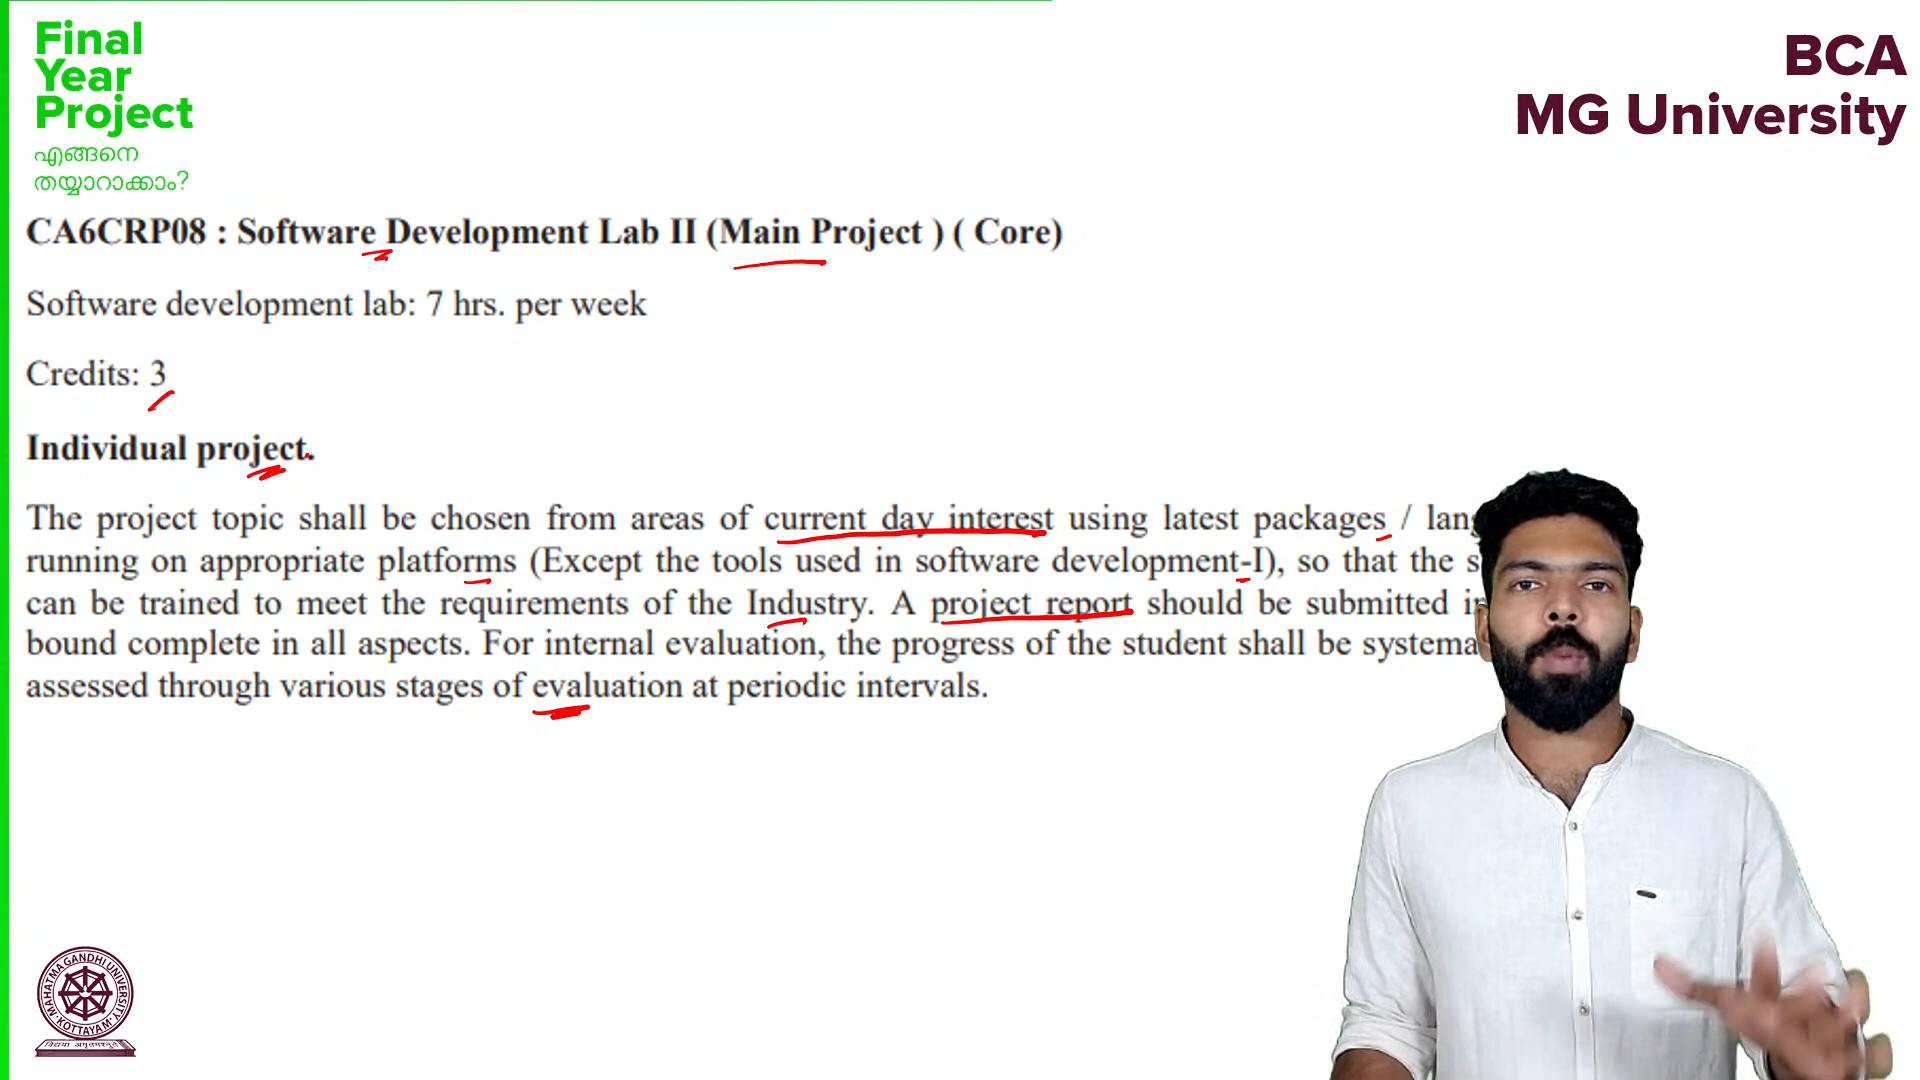 Final
Year
Project
എങ്ങനെ
തയ്യാറാക്കാം?
BCA
MG University
CA6CRP08 : Software Development Lab II (Main Project ) ( Core)
Software development lab: 7 hrs. per week
Credits: 3
Individual project.
The project topic shall be chosen from areas of current day interest using latest packages /
running on appropriate platforms (Except the tools used in software development-I), so that the
can be trained to meet the requirements of the Industry. A project report should be submitted
bound complete in all aspects. For internal evaluation, the progress of the student shall be
assessed through various stages of evaluation at periodic intervals.
MAHATMA GANDHI UNIVERSITY
KOTTAYAM